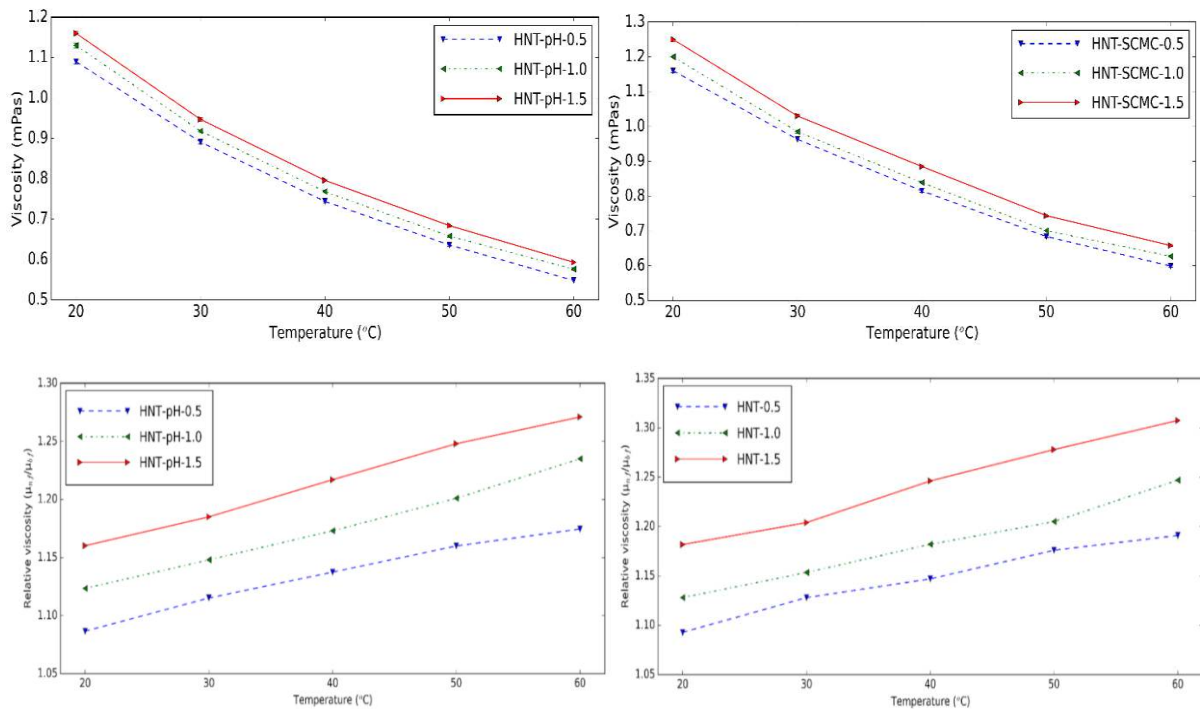 1.2
1.1
1.0
0.9
0.8
0.7
0.6
0.5
Viscosity (mPas)
HNT-pH-0.5
HNT-pH-1.0
HNT-pH-1.5
20 30 40 50 60
Temperature (°C)
1.3
1.2
1.1
1.0
0.9
0.8
0.7
0.6
0.5
Viscosity (mPas)
HNT-SCMC-0.5
HNT-SCMC-1.0
HNT-SCMC-1.5
20 30 40 50 60
Temperature (°C)
1.30
1.25
1.20
1.15
1.10
1.05
Relative viscosity
HNT-pH-0.5
HNT-pH-1.0
HNT-pH-1.5
20 30 40 50 60
Temperature (°C)
1.35
1.30
1.25
1.20
1.15
1.10
1.05
Relative viscosity
HNT-0.5
HNT-1.0
HNT-1.5
20 30 40 50 60
Temperature (°C)